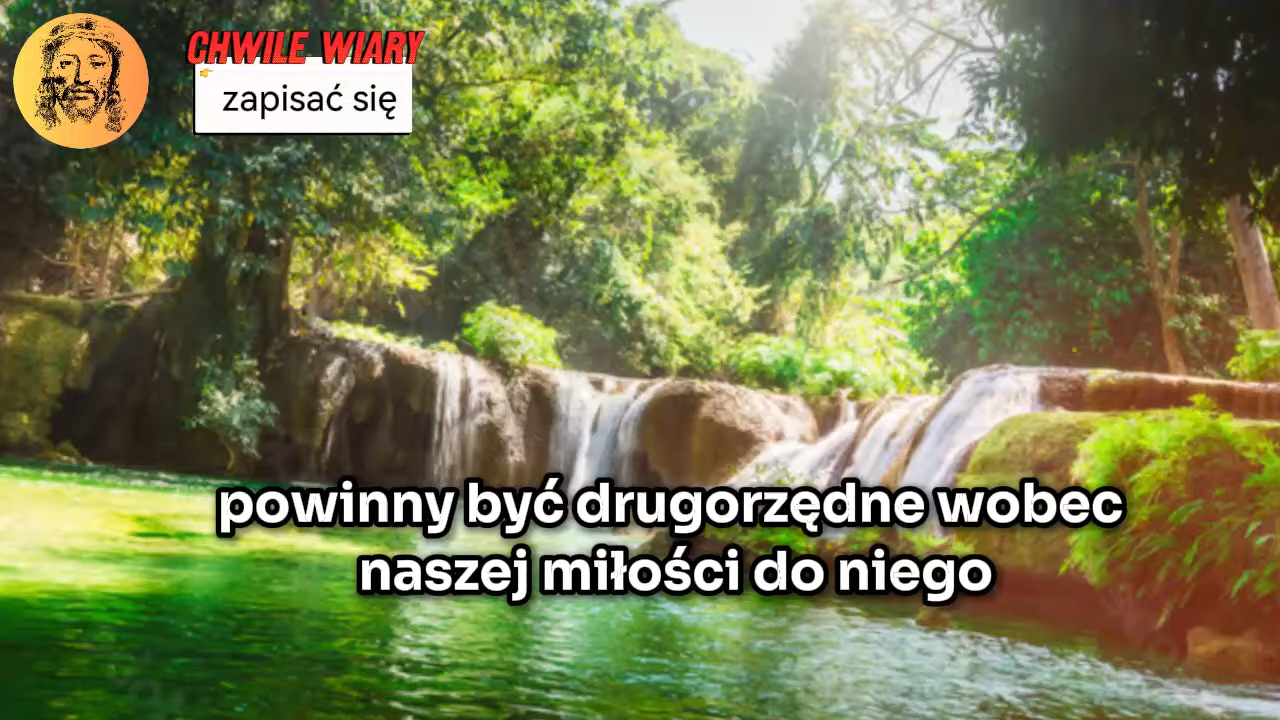 CHWILE WIARY
👉
zapisać się
powinny być drugorzędne wobec
naszej miłości do niego